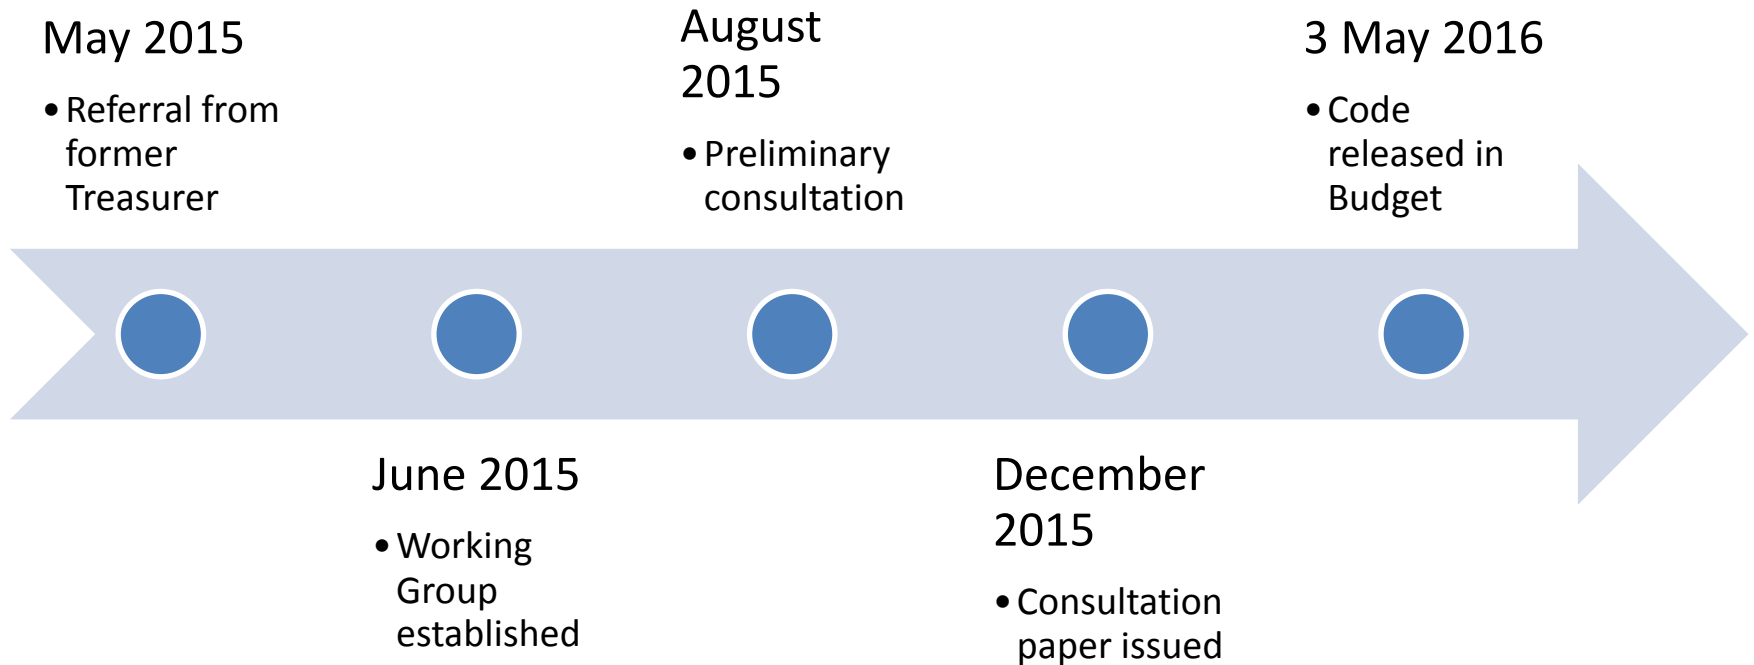 May 2015
• Referral from
former
Treasurer
June 2015
• Working
Group
established
August
2015
• Preliminary
consultation
December
2015
• Consultation
paper issued
3 May 2016
• Code
released in
Budget